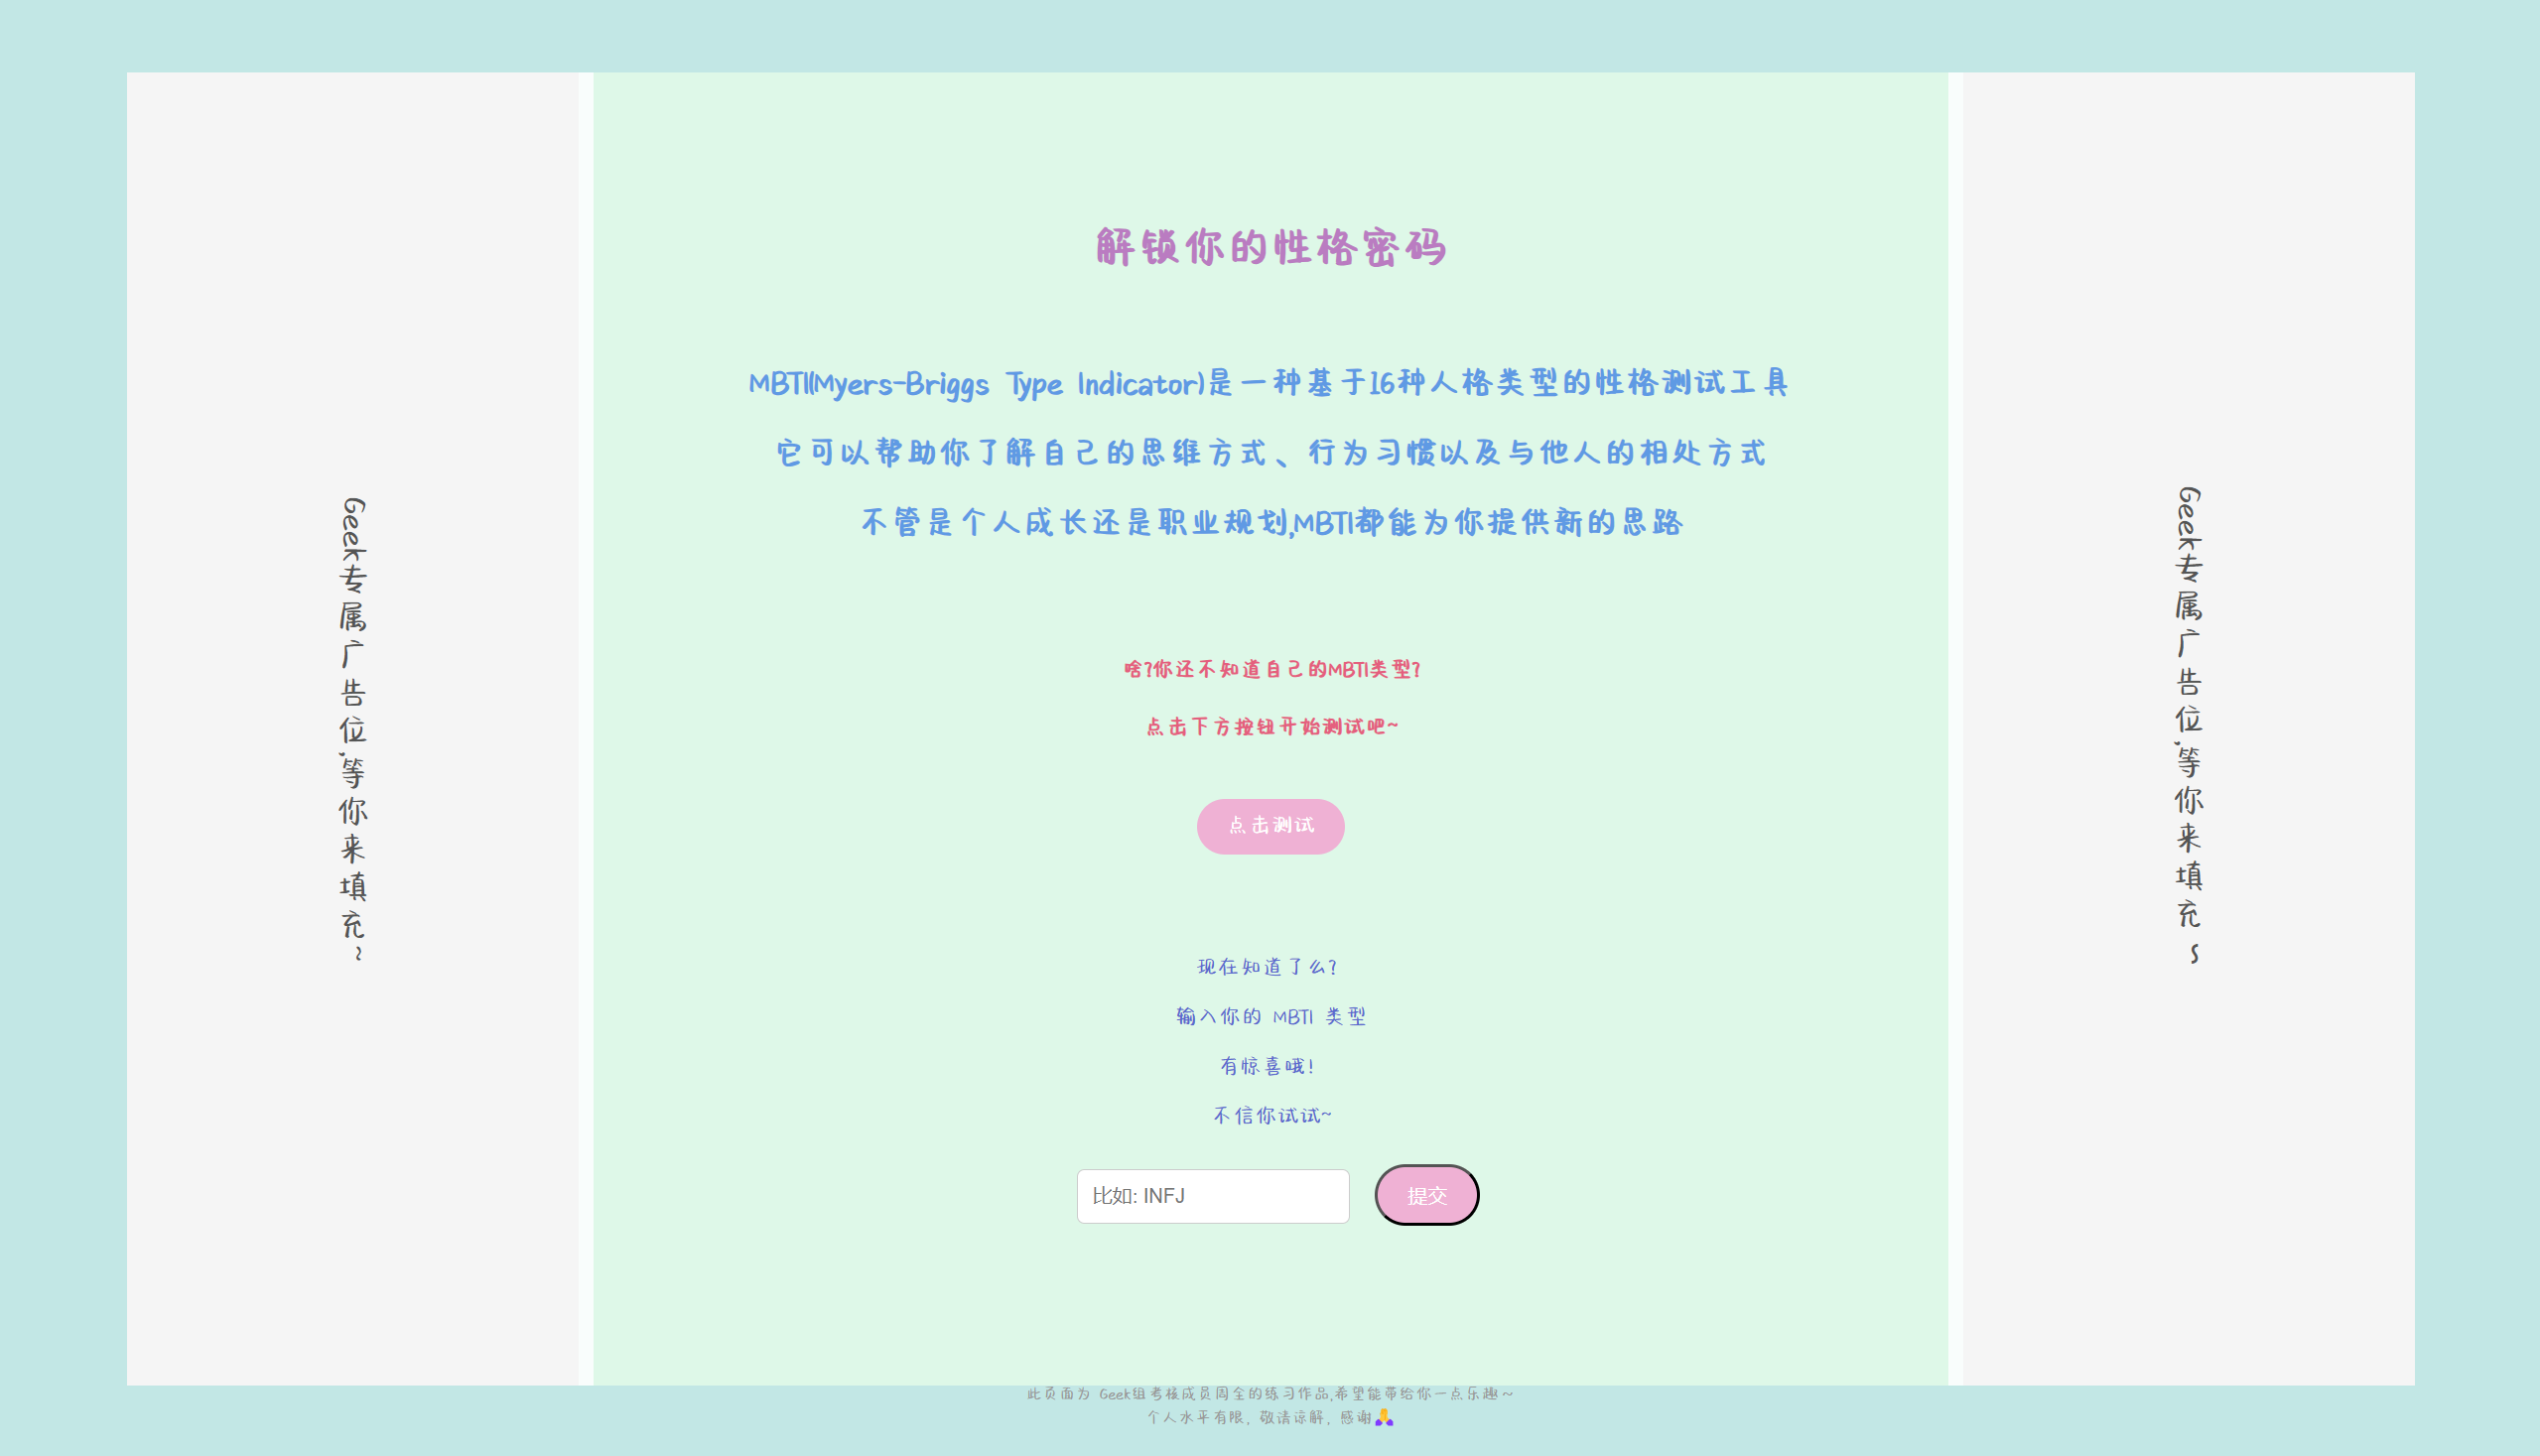 Geek专属广告位,等你来填充~
解锁你的性格密码
MBTI(Myers-Briggs Type Indicator)是一种基于16种人格类型的性格测试工具
它可以帮助你了解自己的思维方式、行为习惯以及与他人的相处方式
不管是个人成长还是职业规划,MBTI都能为你提供新的思路
啥?你还不知道自己的MBTI类型?
点击下方按钮开始测试吧~
点击测试
现在知道了么?
输入你的 MBTI 类型
有惊喜哦!
不信你试试~
比如: INFJ
提交
Geek专属广告位,等你来填充~
此页面为 Geek组考核成员周全的练习作品,希望能带给你一点乐趣~
个人水平有限, 敬请谅解, 感谢🙏